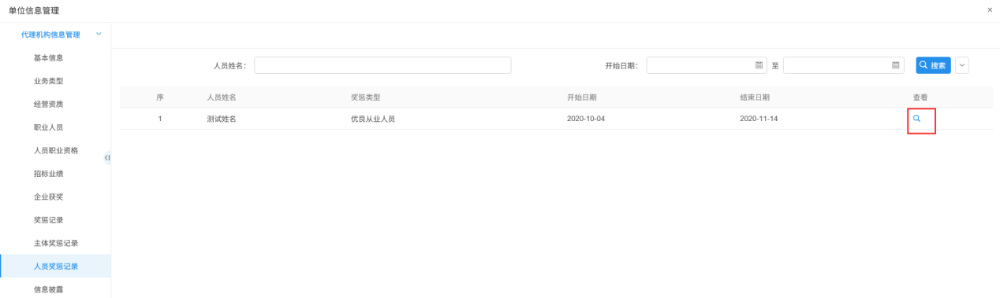 单位信息管理
代理机构信息管理
基本信息
业务类型
经营资质
职业人员
人员职业资格
招标业绩
企业获奖
奖惩记录
主体奖惩记录
人员奖惩记录
信息披露
人员姓名： 开始日期： 至 搜索
序 人员姓名 奖惩类型 开始日期 结束日期 查看
1 测试姓名 优良从业人员 2020-10-04 2020-11-14